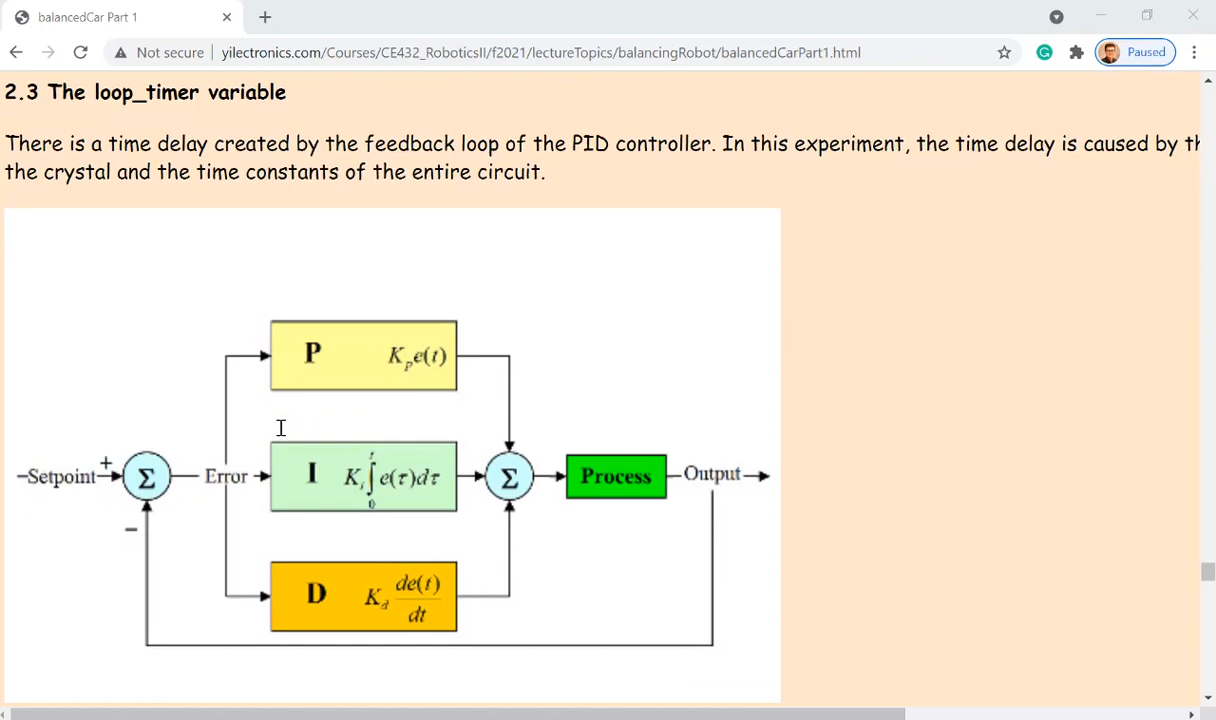 balancedCar Part 1
Not secure | yilectronics.com/Courses/CE432_RoboticsII/f2021/lectureTopics/balancingRobot/balancedCarPart1.html
Paused
2.3 The loop_timer variable
There is a time delay created by the feedback loop of the PID controller. In this experiment, the time delay is caused by th
the crystal and the time constants of the entire circuit.
P K_p e(t)
Setpoint + Σ Error I K_i ∫_0^t e(τ)dτ Σ Process Output
−
D K_d de(t)/dt